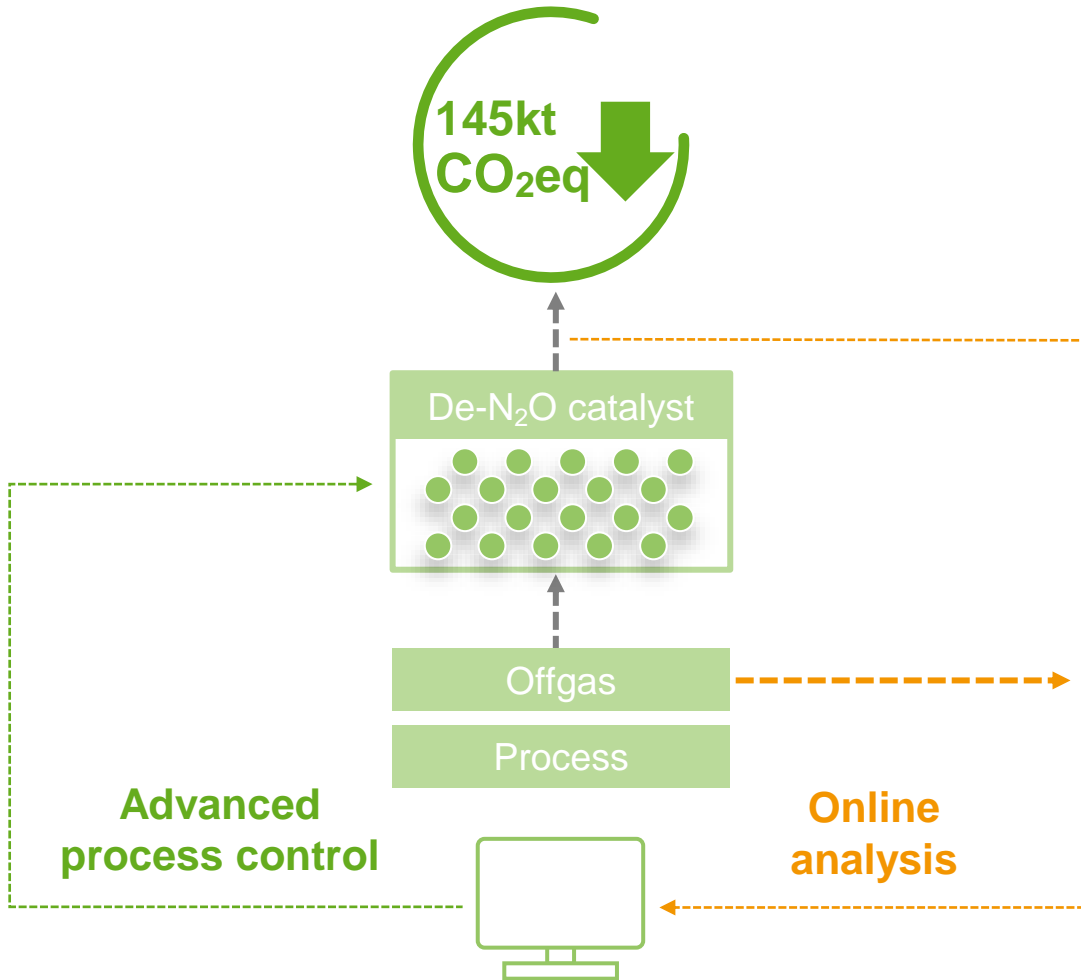 145kt
CO₂eq
De-N₂O catalyst
Offgas
Process
Advanced
process control
Online
analysis